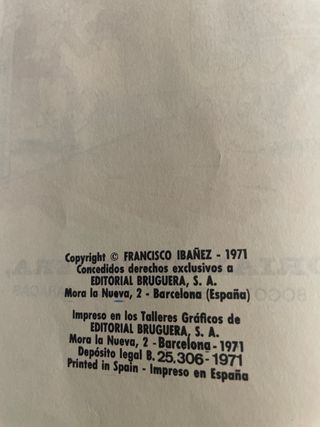 Copyright © FRANCISCO IBAÑEZ - 1971
Concedidos derechos exclusivos a
EDITORIAL BRUGUERA, S. A.
Mora la Nueva, 2 - Barcelona (España)
Impreso en los Talleres Gráficos de
EDITORIAL BRUGUERA, S. A.
Mora la Nueva, 2 - Barcelona - 1971
Depósito legal B. 25.306-1971
Printed in Spain - Impreso en España